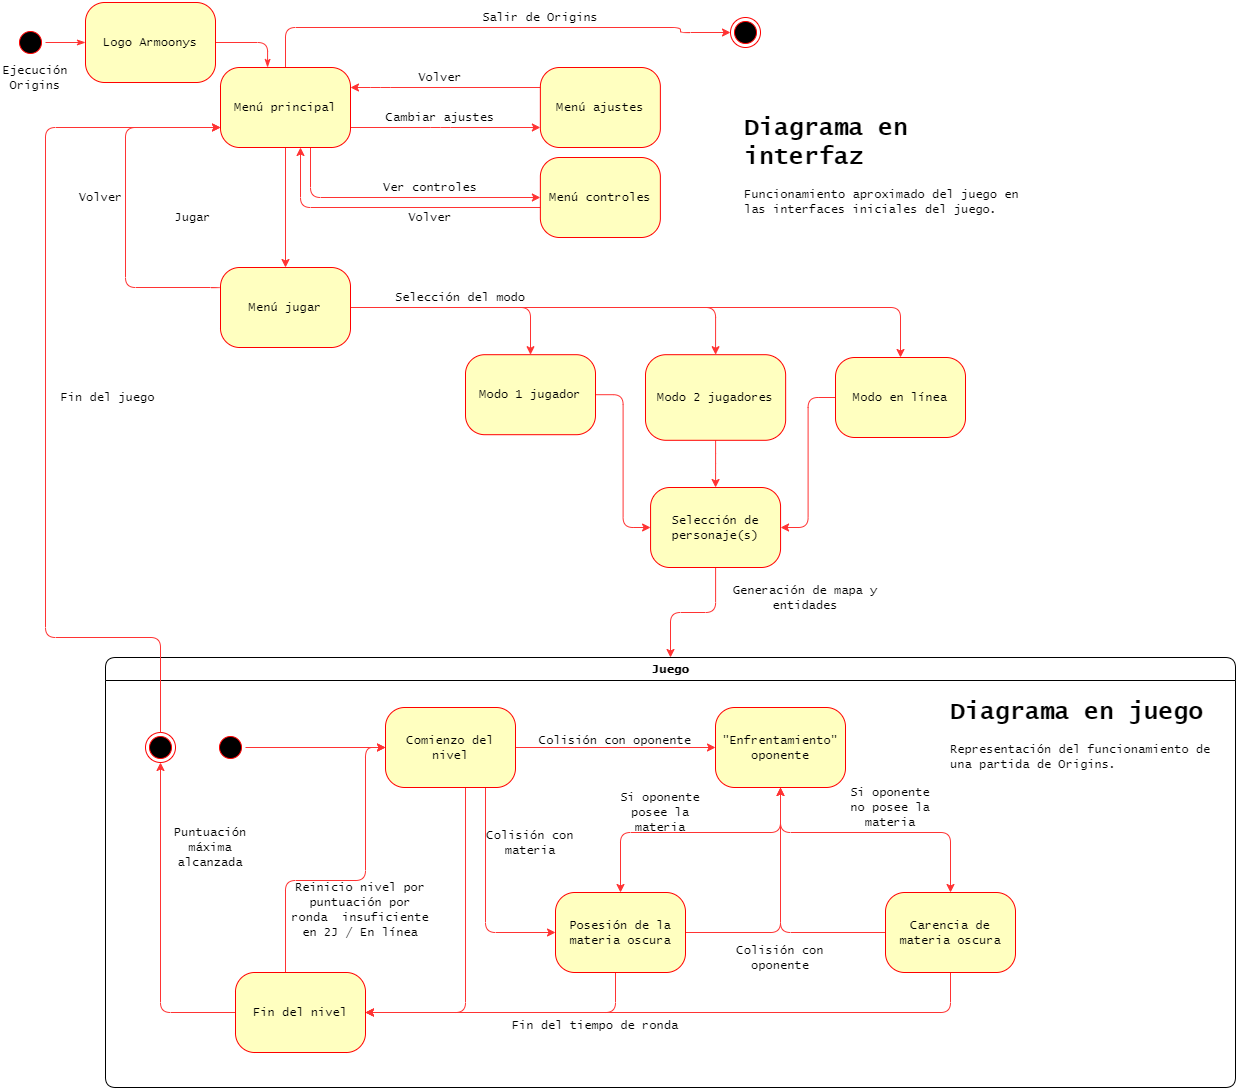 Salir de Origins
Logo Armoonys
Ejecución
Origins
Menú principal
Volver
Cambiar ajustes
Menú ajustes
Diagrama en
interfaz
Funcionamiento aproximado del juego en
las interfaces iniciales del juego.
Ver controles
Volver
Menú controles
Volver
Jugar
Menú jugar
Selección del modo
Modo 1 jugador
Modo 2 jugadores
Modo en línea
Fin del juego
Selección de
personaje(s)
Generación de mapa y
entidades
Juego
Diagrama en juego
Representación del funcionamiento de
una partida de Origins.
Comienzo del
nivel
Colisión con oponente
"Enfrentamiento"
oponente
Si oponente
posee la
materia
Si oponente
no posee la
materia
Puntuación
máxima
alcanzada
Colisión con
materia
Reinicio nivel por
puntuación por
ronda  insuficiente
en 2J / En línea
Posesión de la
materia oscura
Carencia de
materia oscura
Colisión con
oponente
Fin del nivel
Fin del tiempo de ronda